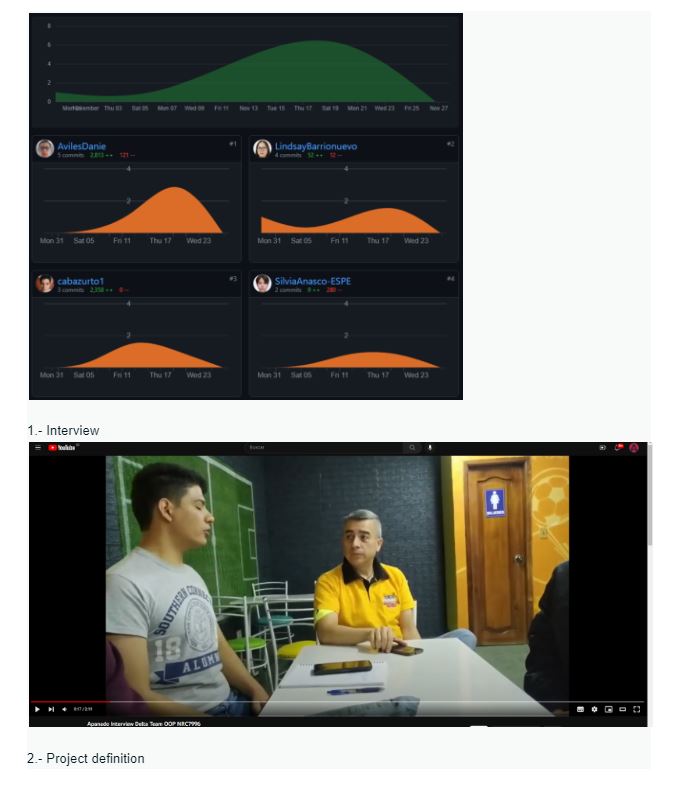 8
6
4
2
0
Thu 03 Sat 05 Mon 07 Wed 09 Fri 11 Nov 13 Tue 15 Thu 17 Sat 19 Mon 21 Wed 23 Fri 25 Nov 27
AvilesDanie #1
5 commits 2,813 ++ 121 --
4
2
Mon 31 Sat 05 Fri 11 Thu 17 Wed 23
LindsayBarrionuevo #2
4 commits 52 ++ 12 --
4
2
Mon 31 Sat 05 Fri 11 Thu 17 Wed 23
cabazurto1 #3
3 commits 2,358 ++ 0 --
4
2
Mon 31 Sat 05 Fri 11 Thu 17 Wed 23
SilviaAnasco-ESPE #4
2 commits 9 ++ 280 --
4
2
Mon 31 Sat 05 Fri 11 Thu 17 Wed 23
1.- Interview
YouTube
Buscar
MUJERES
SOUTHERN CONNECT
18
ALUMN
0:17 / 2:11
Apanado Interview Delta Team OOP NRC7996
2.- Project definition